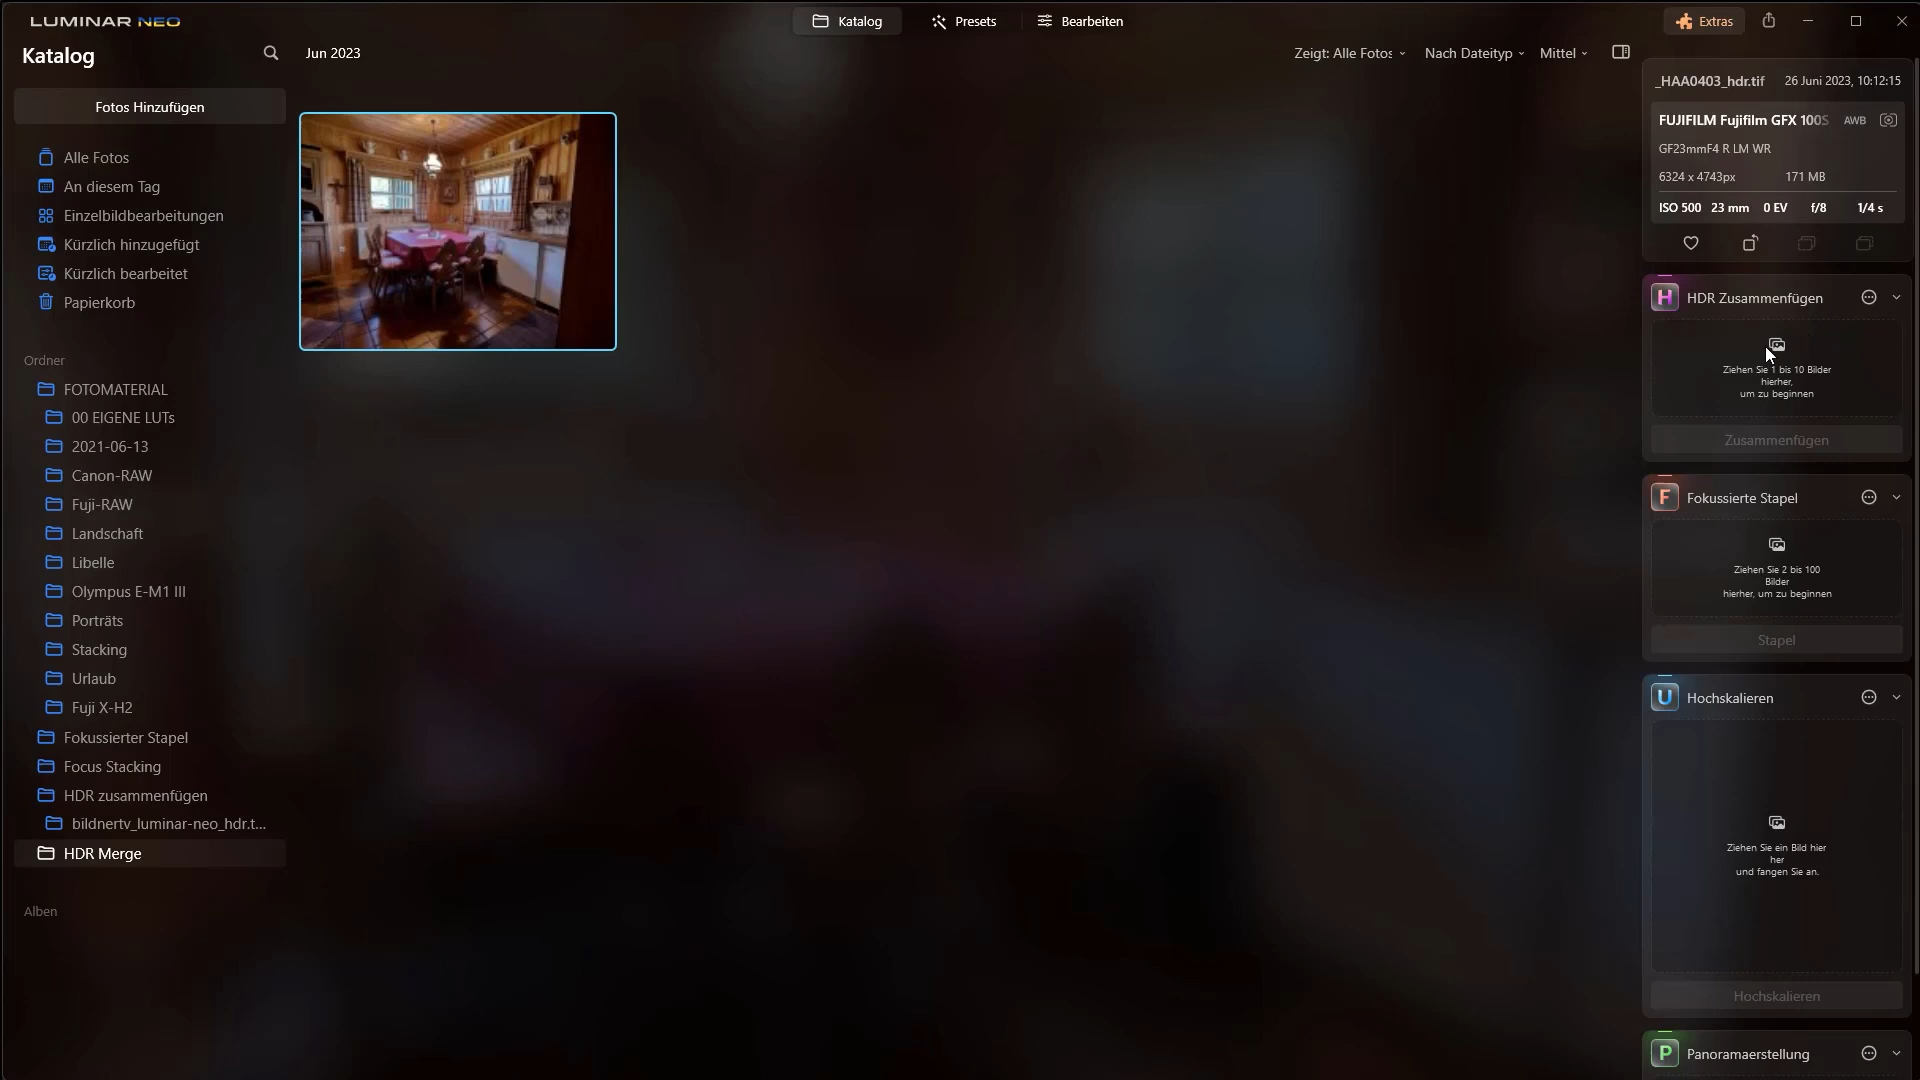 LUMINAR NEO
Katalog
Presets
Bearbeiten
Extras
Katalog
Jun 2023
Zeigt: Alle Fotos
Nach Dateityp
Mittel
Fotos Hinzufügen
Alle Fotos
An diesem Tag
Einzelbildbearbeitungen
Kürzlich hinzugefügt
Kürzlich bearbeitet
Papierkorb
Ordner
FOTOMATERIAL
00 EIGENE LUTs
2021-06-13
Canon-RAW
Fuji-RAW
Landschaft
Libelle
Olympus E-M1 III
Porträts
Stacking
Urlaub
Fuji X-H2
Fokussierter Stapel
Focus Stacking
HDR zusammenfügen
bildnertv_luminar-neo_hdr.t...
HDR Merge
Alben
_HAA0403_hdr.tif 26 Juni 2023, 10:12:15
FUJIFILM Fujifilm GFX 100S AWB
GF23mmF4 R LM WR
6324 x 4743px 171 MB
ISO 500 23 mm 0 EV f/8 1/4 s
H HDR Zusammenfügen
Ziehen Sie 1 bis 10 Bilder
hierher,
um zu beginnen
Zusammenfügen
F Fokussierte Stapel
Ziehen Sie 2 bis 100
Bilder
hierher, um zu beginnen
Stapel
U Hochskalieren
Ziehen Sie ein Bild hier
her
und fangen Sie an.
Hochskalieren
P Panoramaerstellung